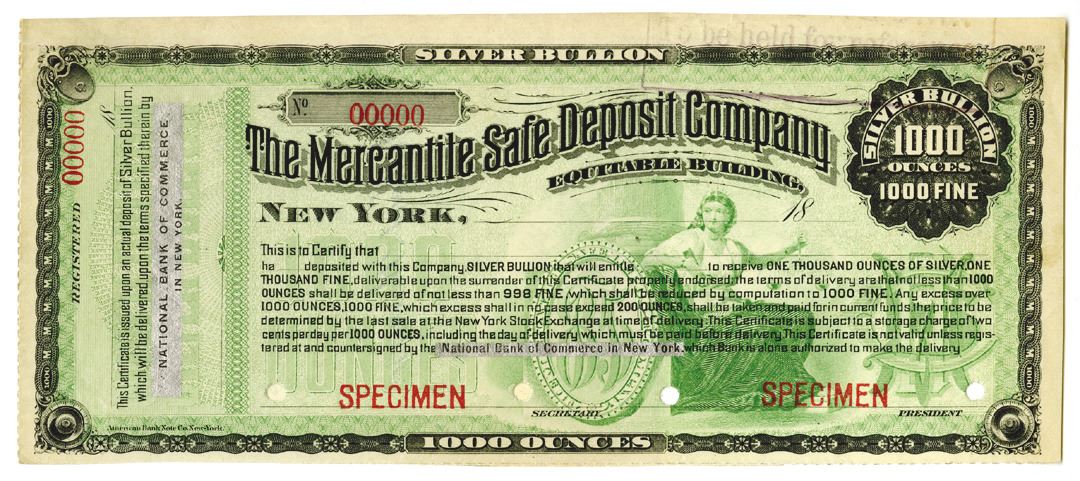 To be held for
SILVER BULLION
No 00000
The Mercantile Safe Deposit Company
EQUITABLE BUILDING,
NEW YORK, 18
SILVER BULLION
1000
OUNCES
1000 FINE
This is to Certify that
ha deposited with this Company, SILVER BULLION that will entitle to receive ONE THOUSAND OUNCES OF SILVER, ONE
THOUSAND FINE, deliverable upon the surrender of this Certificate properly endorsed, the terms of delivery are that not less than 1000
OUNCES shall be delivered of not less than 998 FINE, which shall be reduced by computation to 1000 FINE. Any excess over
1000 OUNCES, 1000 FINE, which excess shall in no case exceed 200 OUNCES, shall be taken and paid for in current funds, the price to be
determined by the last sale at the New York Stock Exchange at time of delivery. This Certificate is subject to a storage charge of two
cents per day per 1000 OUNCES, including the day of delivery which must be paid before delivery. This Certificate is not valid unless regis-
tered at and countersigned by the National Bank of Commerce in New York, which Bank is alone authorized to make the delivery
SPECIMEN SPECIMEN
SECRETARY. PRESIDENT
1000 OUNCES
American Bank Note Co. New York.
00000 18
REGISTERED
This Certificate is issued upon an actual deposit of Silver Bullion,
which will be delivered upon the terms specified therein by
NATIONAL BANK OF COMMERCE
IN NEW YORK.